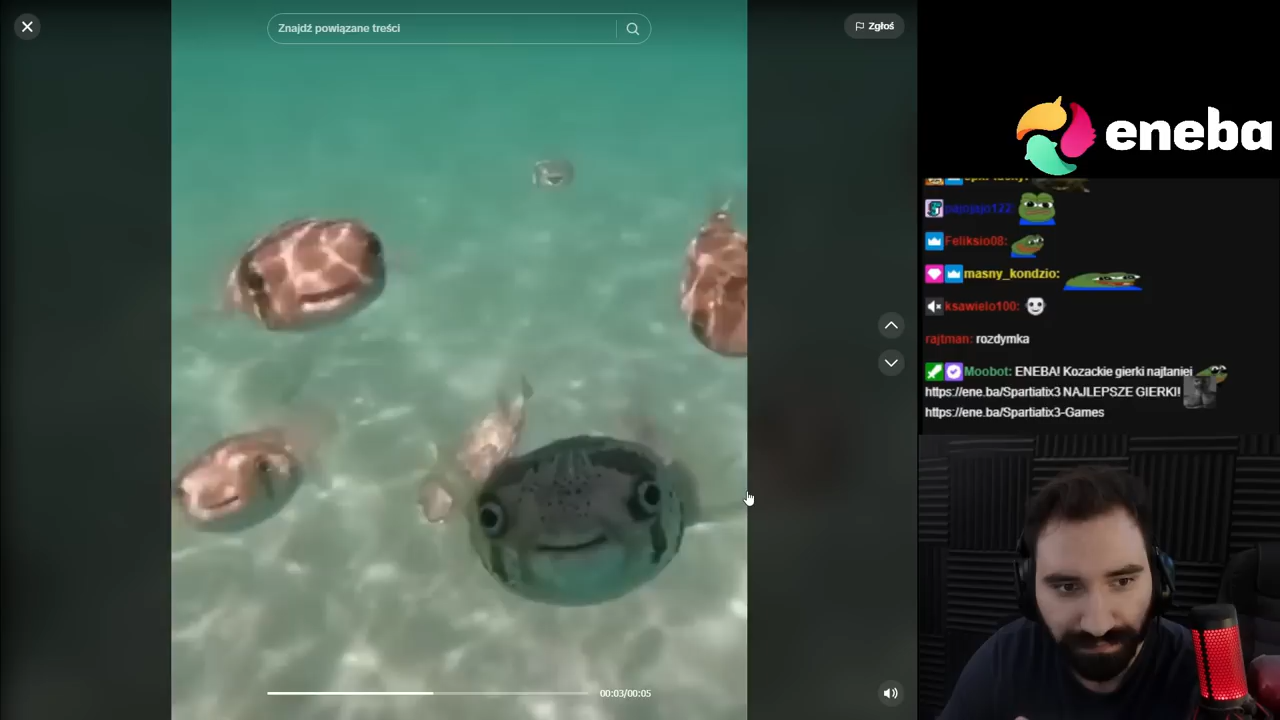 Znajdź powiązane treści
Zgłoś
eneba
pajojajo122:
Feliksio08:
masny_kondzio:
ksawielo100:
rajtman: rozdymka
Moobot: ENEBA! Kozackie gierki najtaniej
https://ene.ba/Spartiatix3 NAJLEPSZE GIERKI!
https://ene.ba/Spartiatix3-Games
00:03/00:05